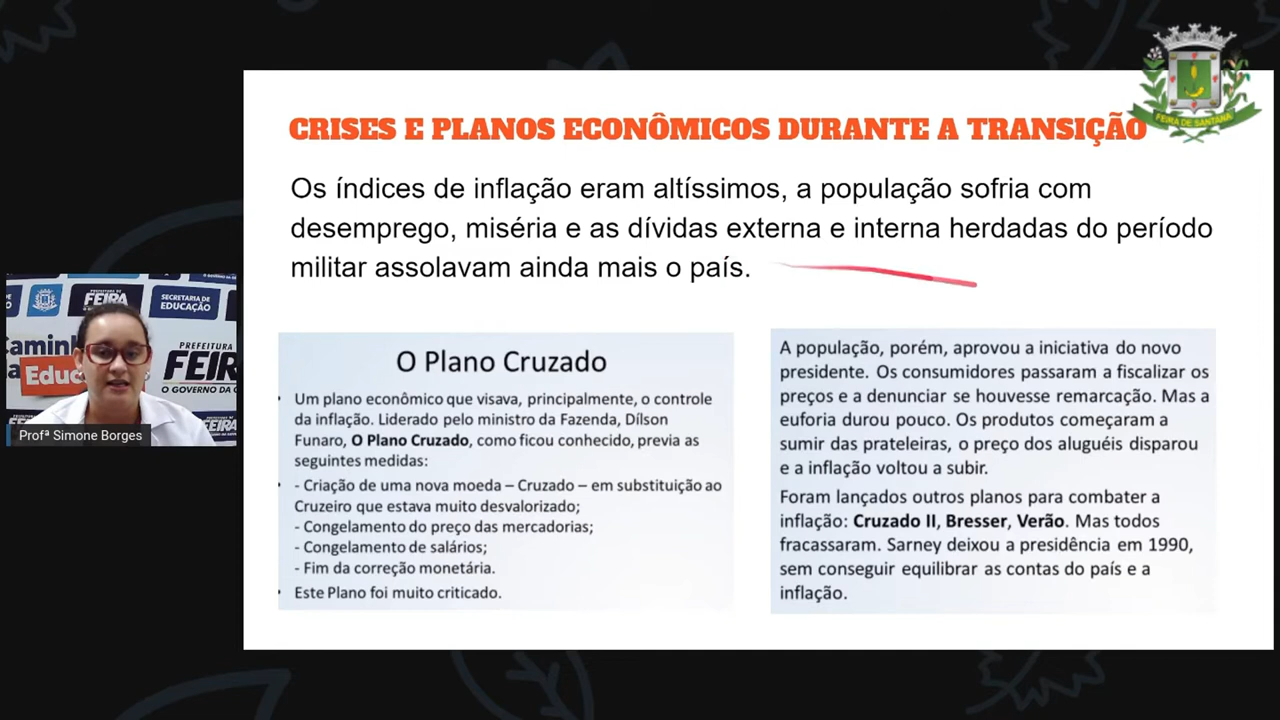 CRISES E PLANOS ECONÔMICOS DURANTE A TRANSIÇÃO
FEIRA DE SANTANA
Os índices de inflação eram altíssimos, a população sofria com
desemprego, miséria e as dívidas externa e interna herdadas do período
militar assolavam ainda mais o país.
O Plano Cruzado
Um plano econômico que visava, principalmente, o controle
da inflação. Liderado pelo ministro da Fazenda, Dílson
Funaro, O Plano Cruzado, como ficou conhecido, previa as
seguintes medidas:
- Criação de uma nova moeda – Cruzado – em substituição ao
Cruzeiro que estava muito desvalorizado;
- Congelamento do preço das mercadorias;
- Congelamento de salários;
- Fim da correção monetária.
Este Plano foi muito criticado.
A população, porém, aprovou a iniciativa do novo
presidente. Os consumidores passaram a fiscalizar os
preços e a denunciar se houvesse remarcação. Mas a
euforia durou pouco. Os produtos começaram a
sumir das prateleiras, o preço dos aluguéis disparou
e a inflação voltou a subir.
Foram lançados outros planos para combater a
inflação: Cruzado II, Bresser, Verão. Mas todos
fracassaram. Sarney deixou a presidência em 1990,
sem conseguir equilibrar as contas do país e a
inflação.
FEIRA
SECRETARIA DE
EDUCAÇÃO
Caminh
Educ
PREFEITURA
FEIR
O GOVERNO DA
Profª Simone Borges